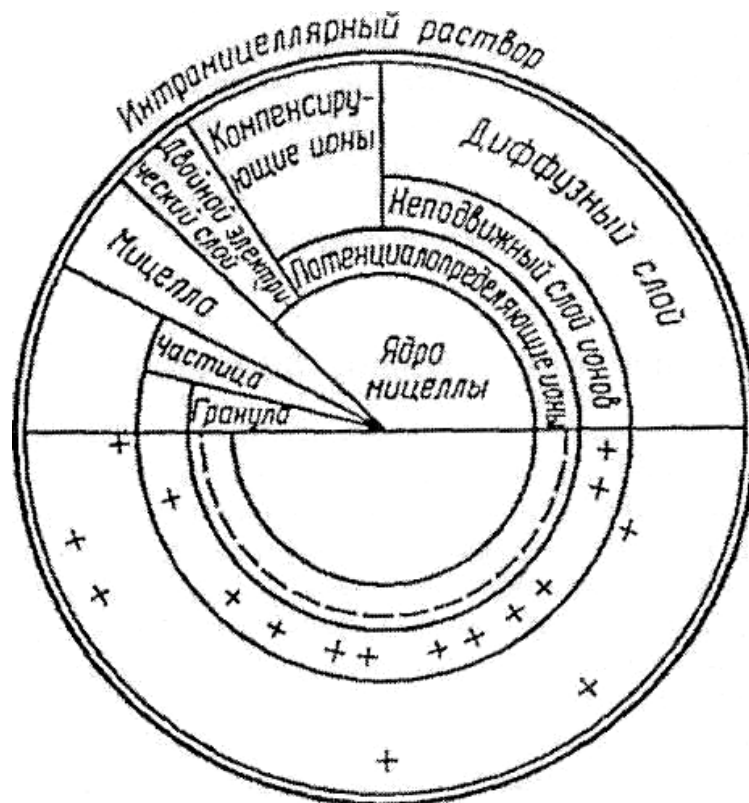 Интрамицеллярный раствор
Компенсиру-
ющие ионы
Диффузный слой
Двойной электри-
ческий слой
Неподвижный слой ионов
Потенциалопределяющие ионы
Мицелла
Ядро
мицеллы
Частица
Гранула